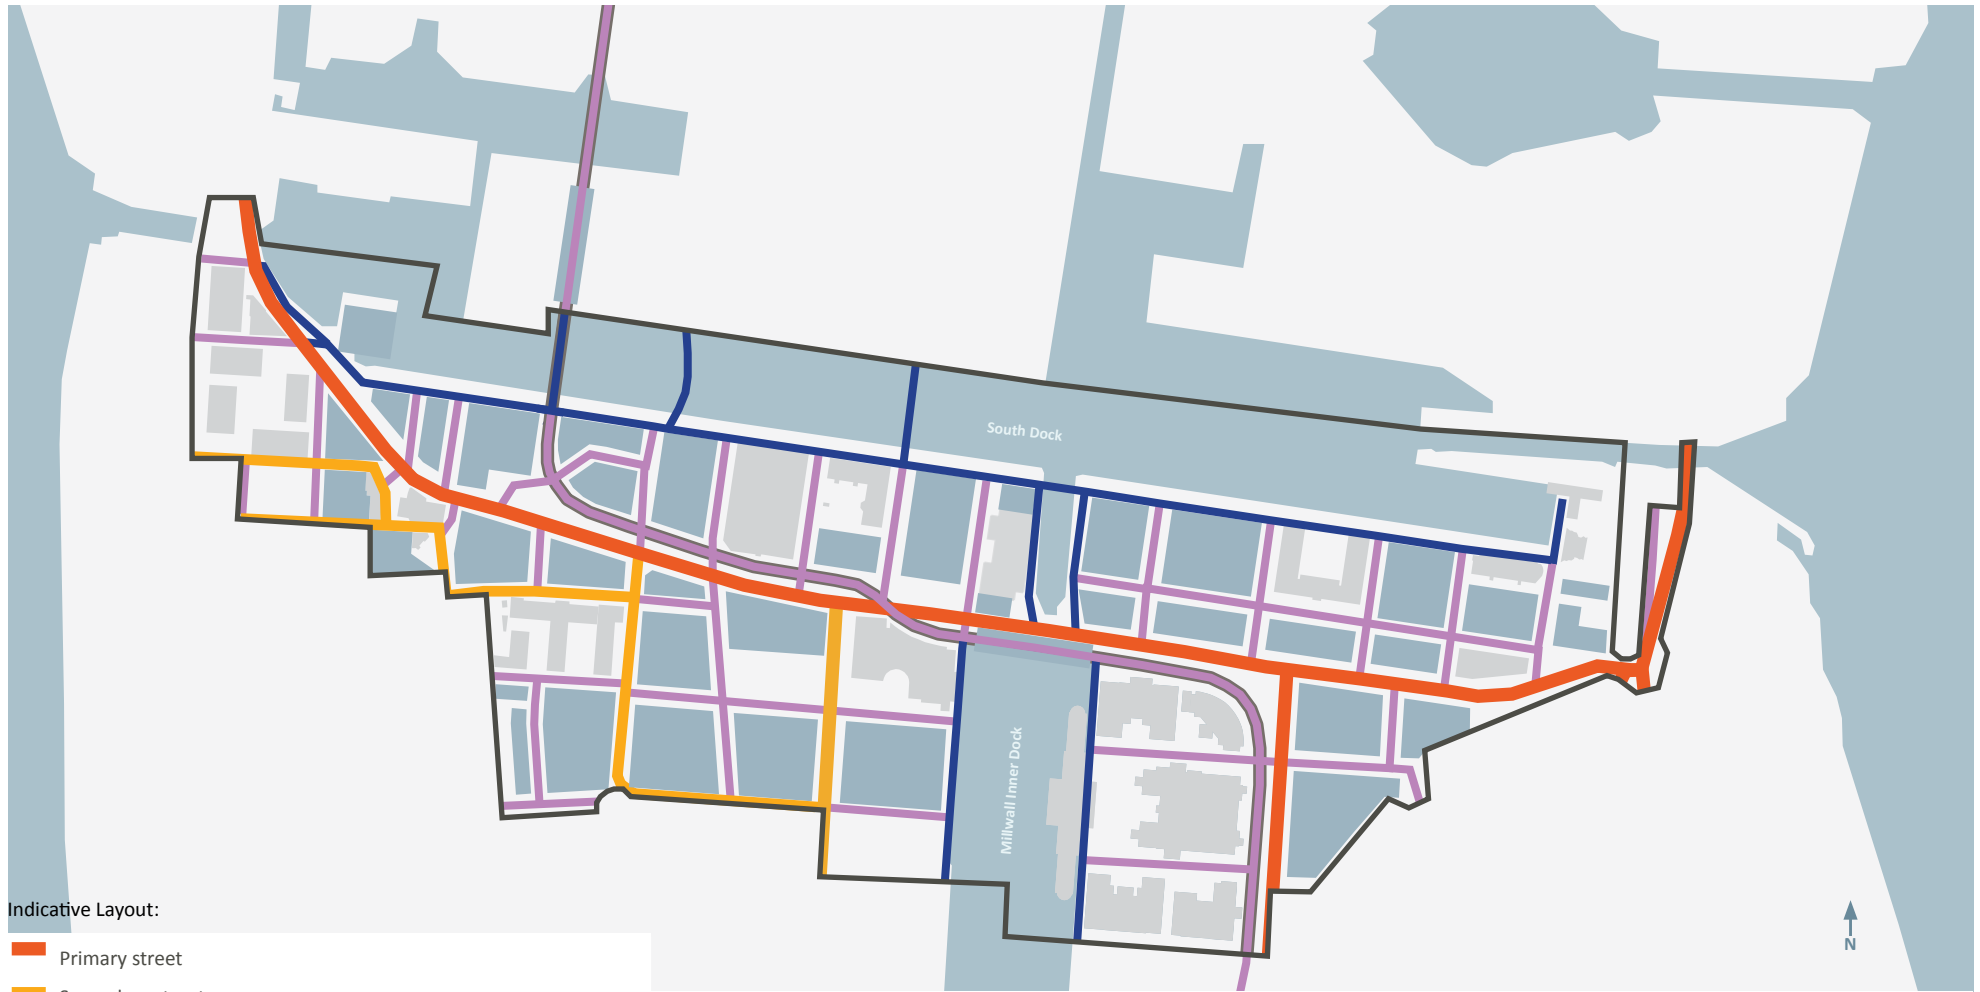 South Dock
Millwall Inner Dock
N
Indicative Layout:
Primary street